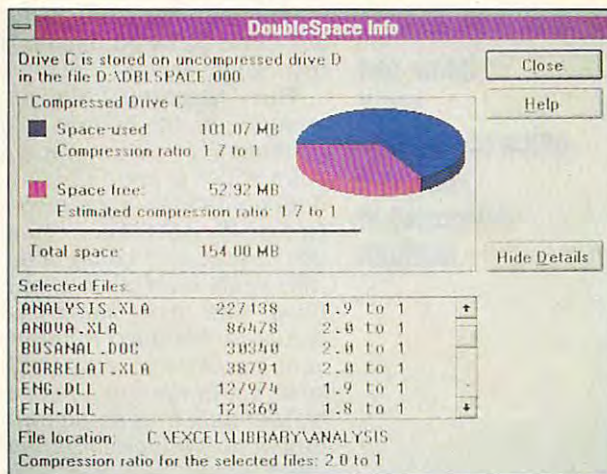 DoubleSpace Info
Drive C is stored on uncompressed drive D
in the file D:\DBLSPACE.000
Close
Help
Compressed Drive C
Space used: 101.07 MB
Compression ratio: 1.7 to 1
Space free: 52.92 MB
Estimated compression ratio: 1.7 to 1
Total space: 154.00 MB
Hide Details
Selected Files:
ANALYSIS.XLA 227138 1.9 to 1
ANOVA.XLA 86478 2.0 to 1
BUSANAL.DOC 30340 2.0 to 1
CORRELAT.XLA 38791 2.0 to 1
ENG.DLL 127974 1.9 to 1
FIN.DLL 121369 1.8 to 1
File location: C:\EXCEL\LIBRARY\ANALYSIS
Compression ratio for the selected files: 2.0 to 1